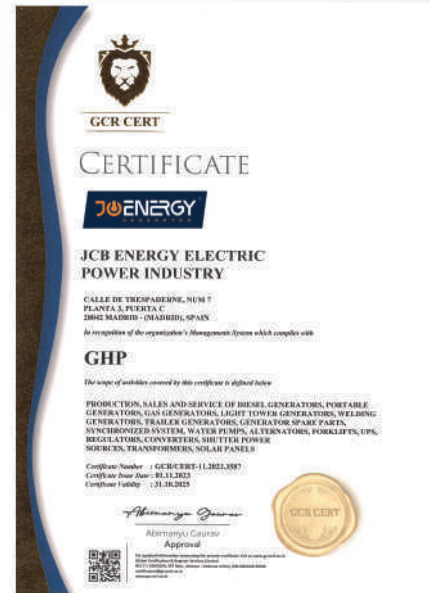 GCR CERT
CERTIFICATE
JCBENERGY
JCB ENERGY ELECTRIC
POWER INDUSTRY
CALLE DE TRESPADERNE, NUM 7
PLANTA 3, PUERTA C
28042 MADRID - (MADRID), SPAIN
In recognition of the organization's Managements System which complies with
GHP
The scope of activities covered by this certificate is defined below
PRODUCTION, SALES AND SERVICE OF DIESEL GENERATORS, PORTABLE
GENERATORS, GAS GENERATORS, LIGHT TOWER GENERATORS, WELDING
GENERATORS, TRAILER GENERATORS, GENERATOR SPARE PARTS,
SYNCHRONIZED SYSTEM, WATER PUMPS, ALTERNATORS, FORKLIFTS, UPS,
REGULATORS, CONVERTERS, SHUTTER POWER
SOURCES, TRANSFORMERS, SOLAR PANELS
Certificate Number : GCR/CERT-11.2023.3587
Certificate Issue Date : 01.11.2023
Certificate Validity : 31.10.2025
Abirmanyu Gaurav
Abirmanyu Gaurav
Approval
GCR CERT